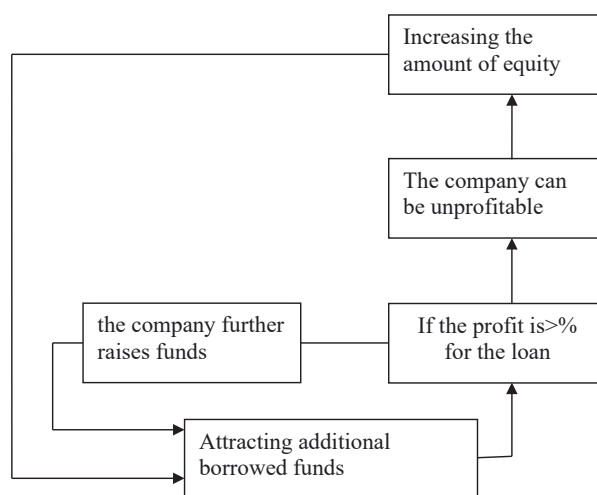 Increasing the
amount of equity
The company can
be unprofitable
the company further
raises funds
If the profit is>%
for the loan
Attracting additional
borrowed funds